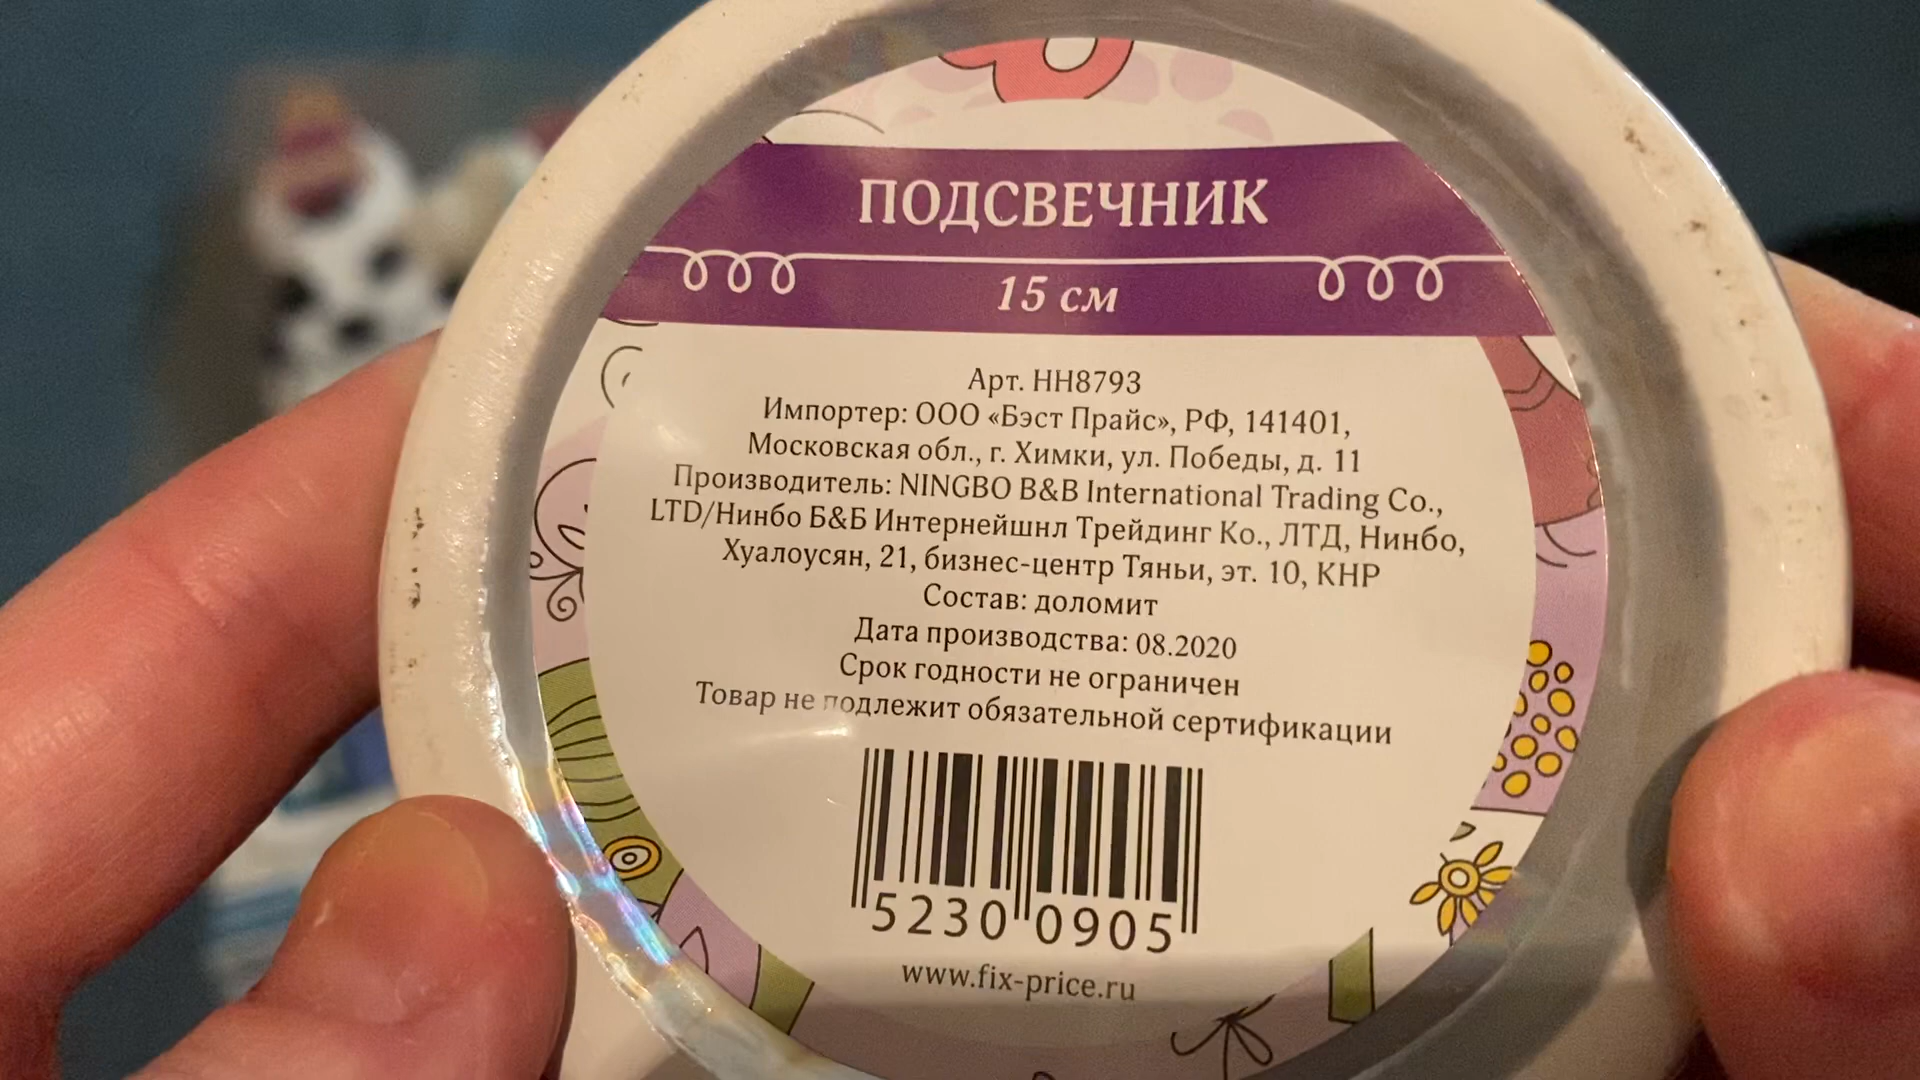 ПОДСВЕЧНИК
15 см
Арт. НН8793
Импортер: ООО «Бэст Прайс», РФ, 141401,
Московская обл., г. Химки, ул. Победы, д. 11
Производитель: NINGBO B&B International Trading Co.,
LTD/Нинбо Б&Б Интернейшнл Трейдинг Ко., ЛТД, Нинбо,
Хуалоусян, 21, бизнес-центр Тяньи, эт. 10, КНР
Состав: доломит
Дата производства: 08.2020
Срок годности не ограничен
Товар не подлежит обязательной сертификации
5230 0905
www.fix-price.ru